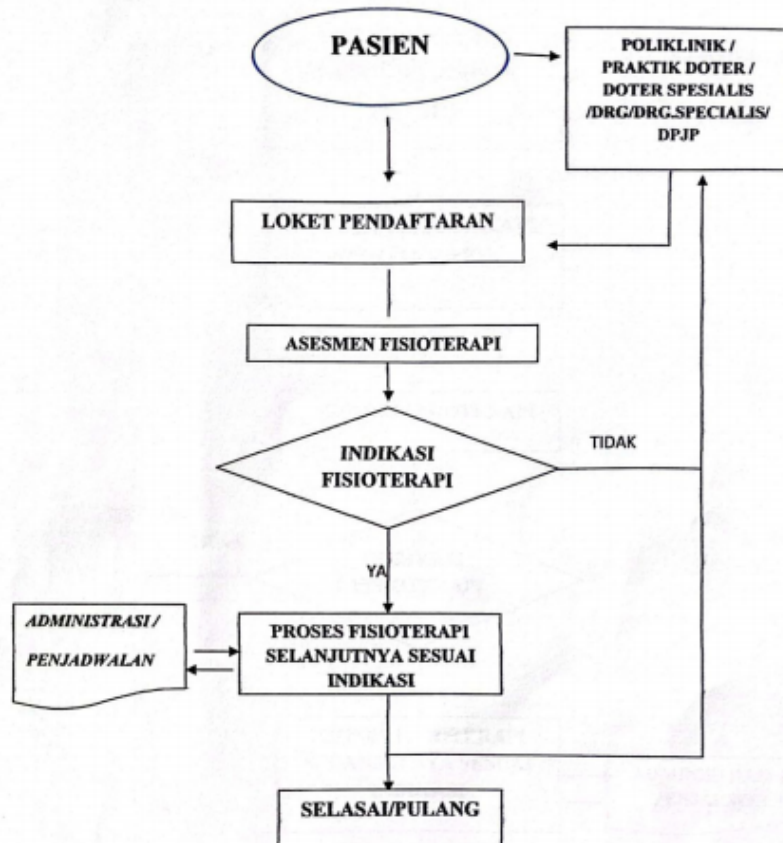 PASIEN
POLIKLINIK /
PRAKTIK DOTER /
DOTER SPESIALIS
/DRG/DRG.SPECIALIS/
DPJP
LOKET PENDAFTARAN
ASESMEN FISIOTERAPI
INDIKASI
FISIOTERAPI
TIDAK
YA
ADMINISTRASI /
PENJADWALAN
PROSES FISIOTERAPI
SELANJUTNYA SESUAI
INDIKASI
SELASAI/PULANG